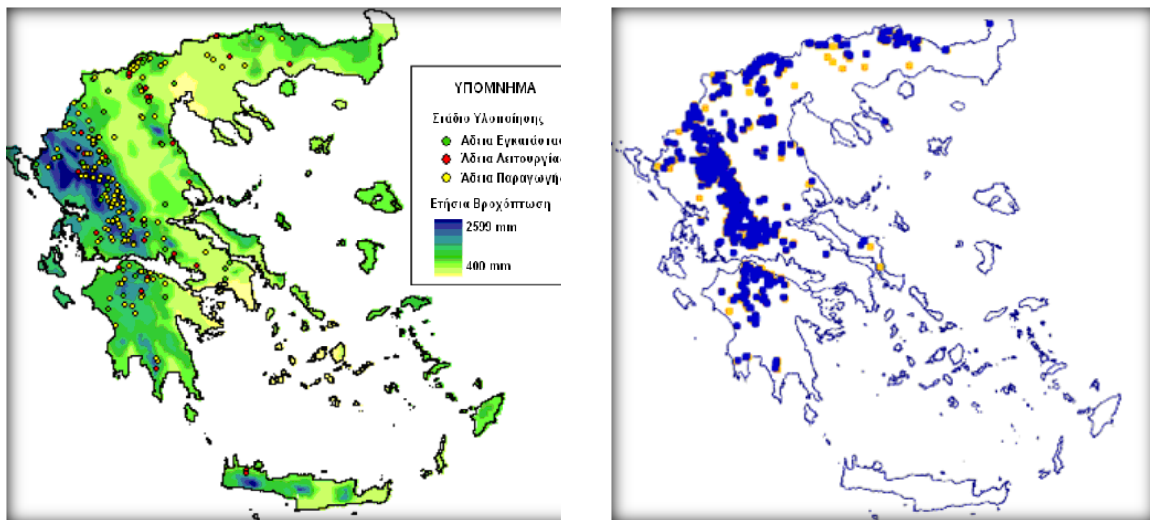 ΥΠΟΜΝΗΜΑ
Στάδιο Υλοποίησης
Άδεια Εγκατάστασ
Άδεια Λειτουργίας
Άδεια Παραγωγής
Ετήσια Βροχόπτωση
2599 mm
400 mm